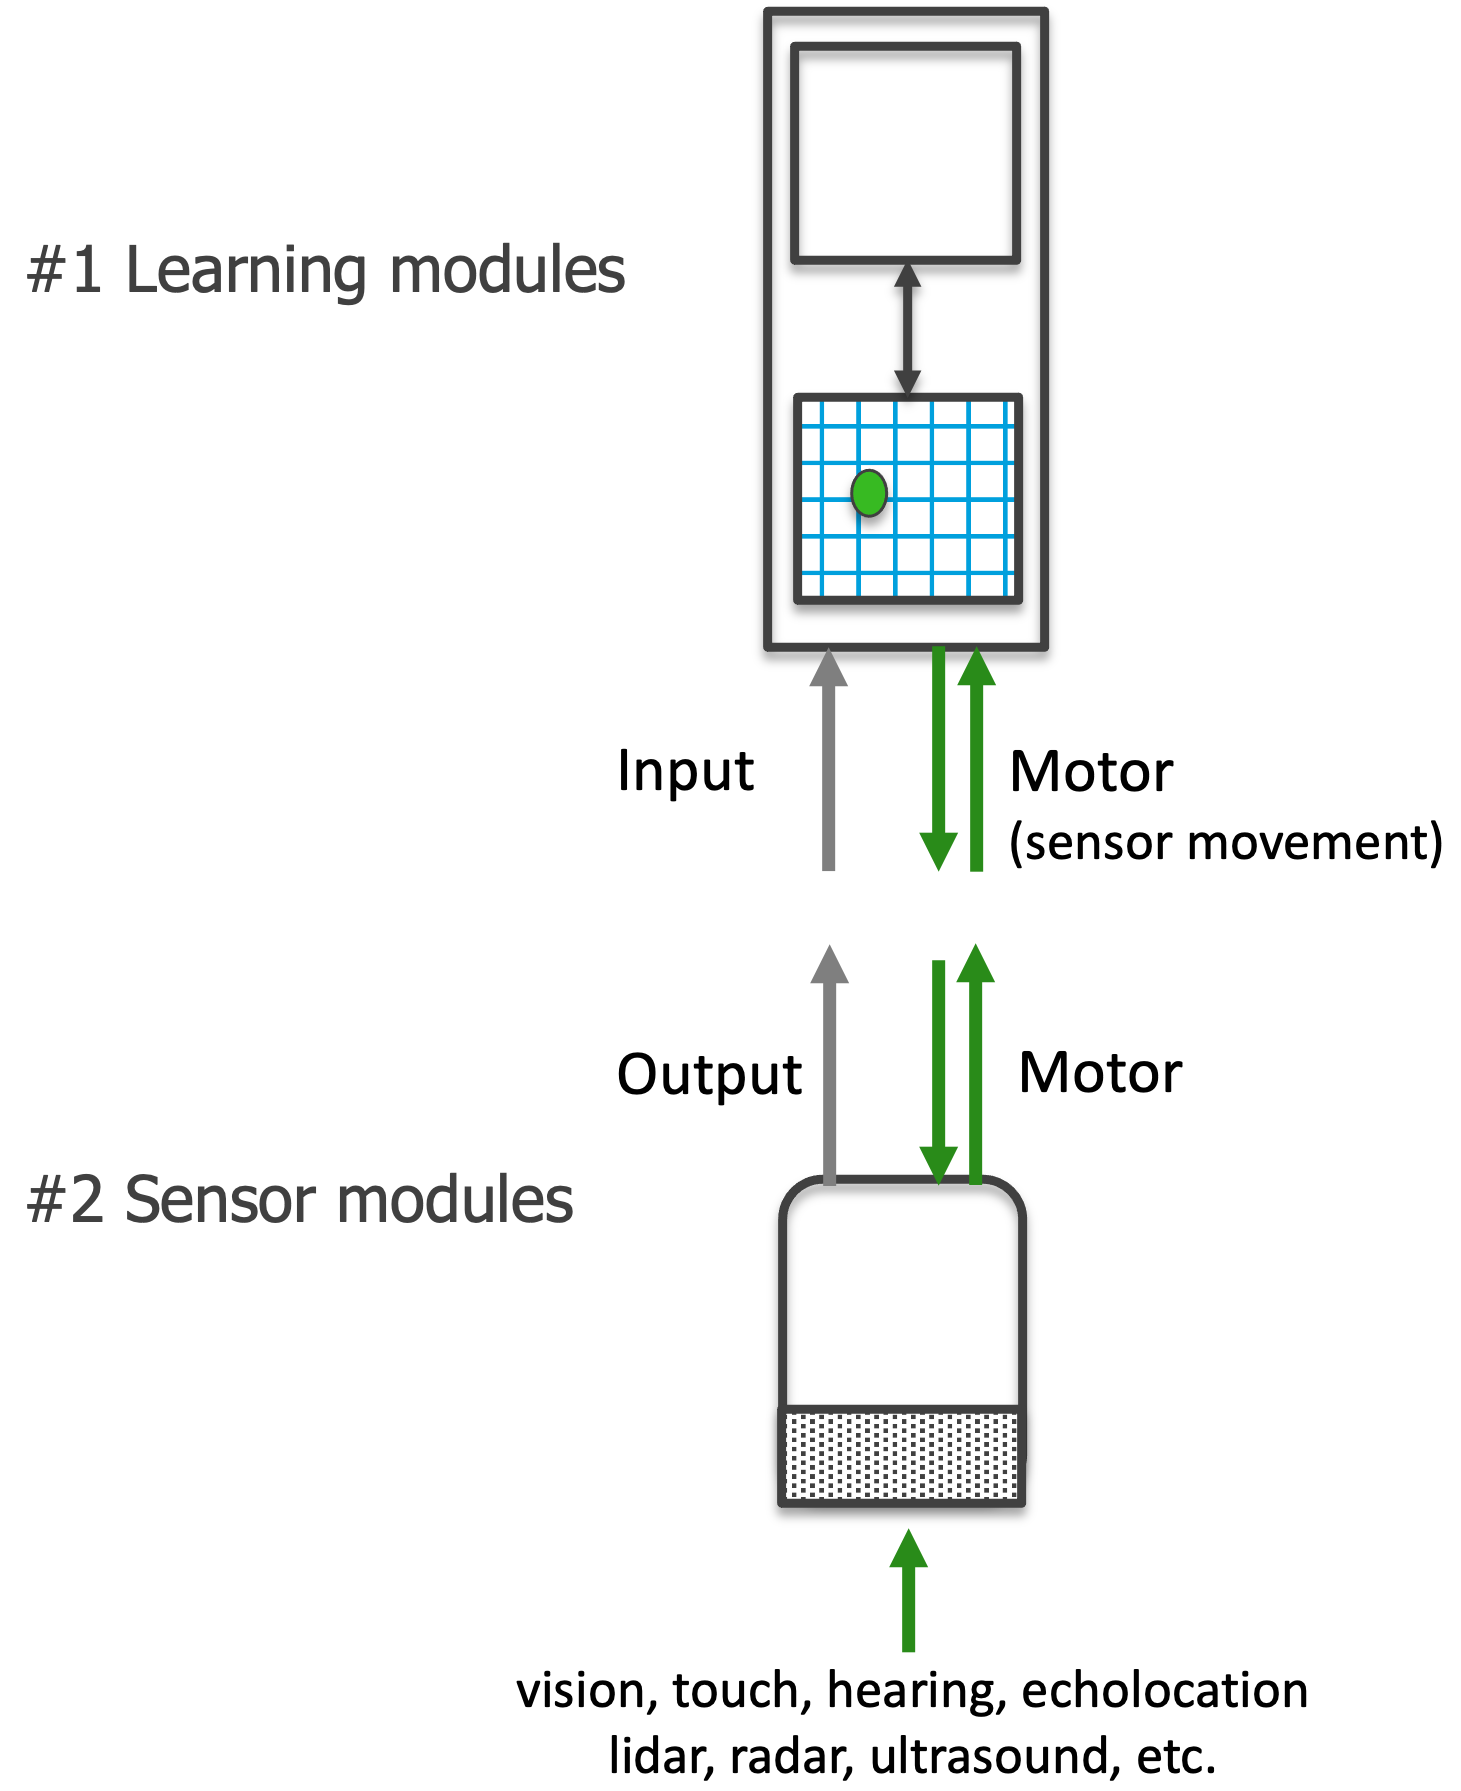 #1 Learning modules
Input
Motor
(sensor movement)
Output
Motor
#2 Sensor modules
vision, touch, hearing, echolocation
lidar, radar, ultrasound, etc.